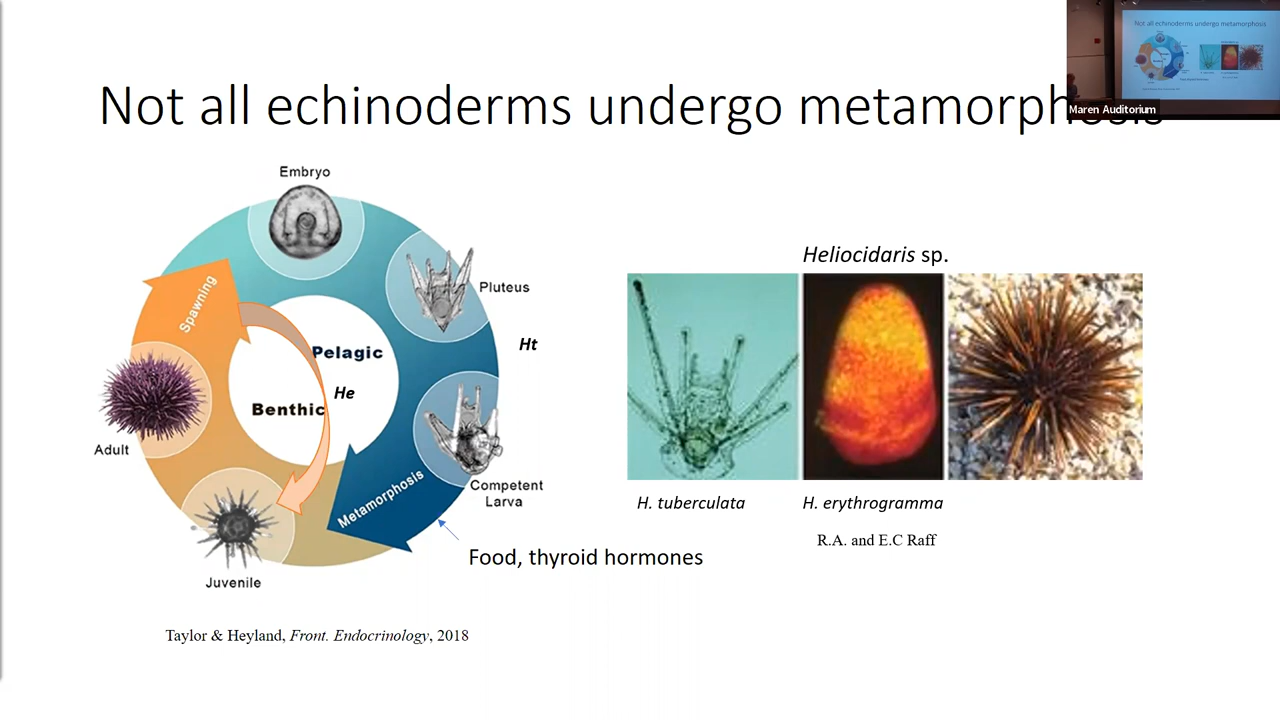 Not all echinoderms undergo metamorphosis
Not all echinoderms undergo metamorphosis
Maren Auditorium
Embryo
Pluteus
Ht
Spawning
Pelagic
He
Benthic
Adult
Competent
Larva
Metamorphosis
Juvenile
Food, thyroid hormones
Taylor & Heyland, Front. Endocrinology, 2018
Heliocidaris sp.
H. tuberculata
H. erythrogramma
R.A. and E.C Raff